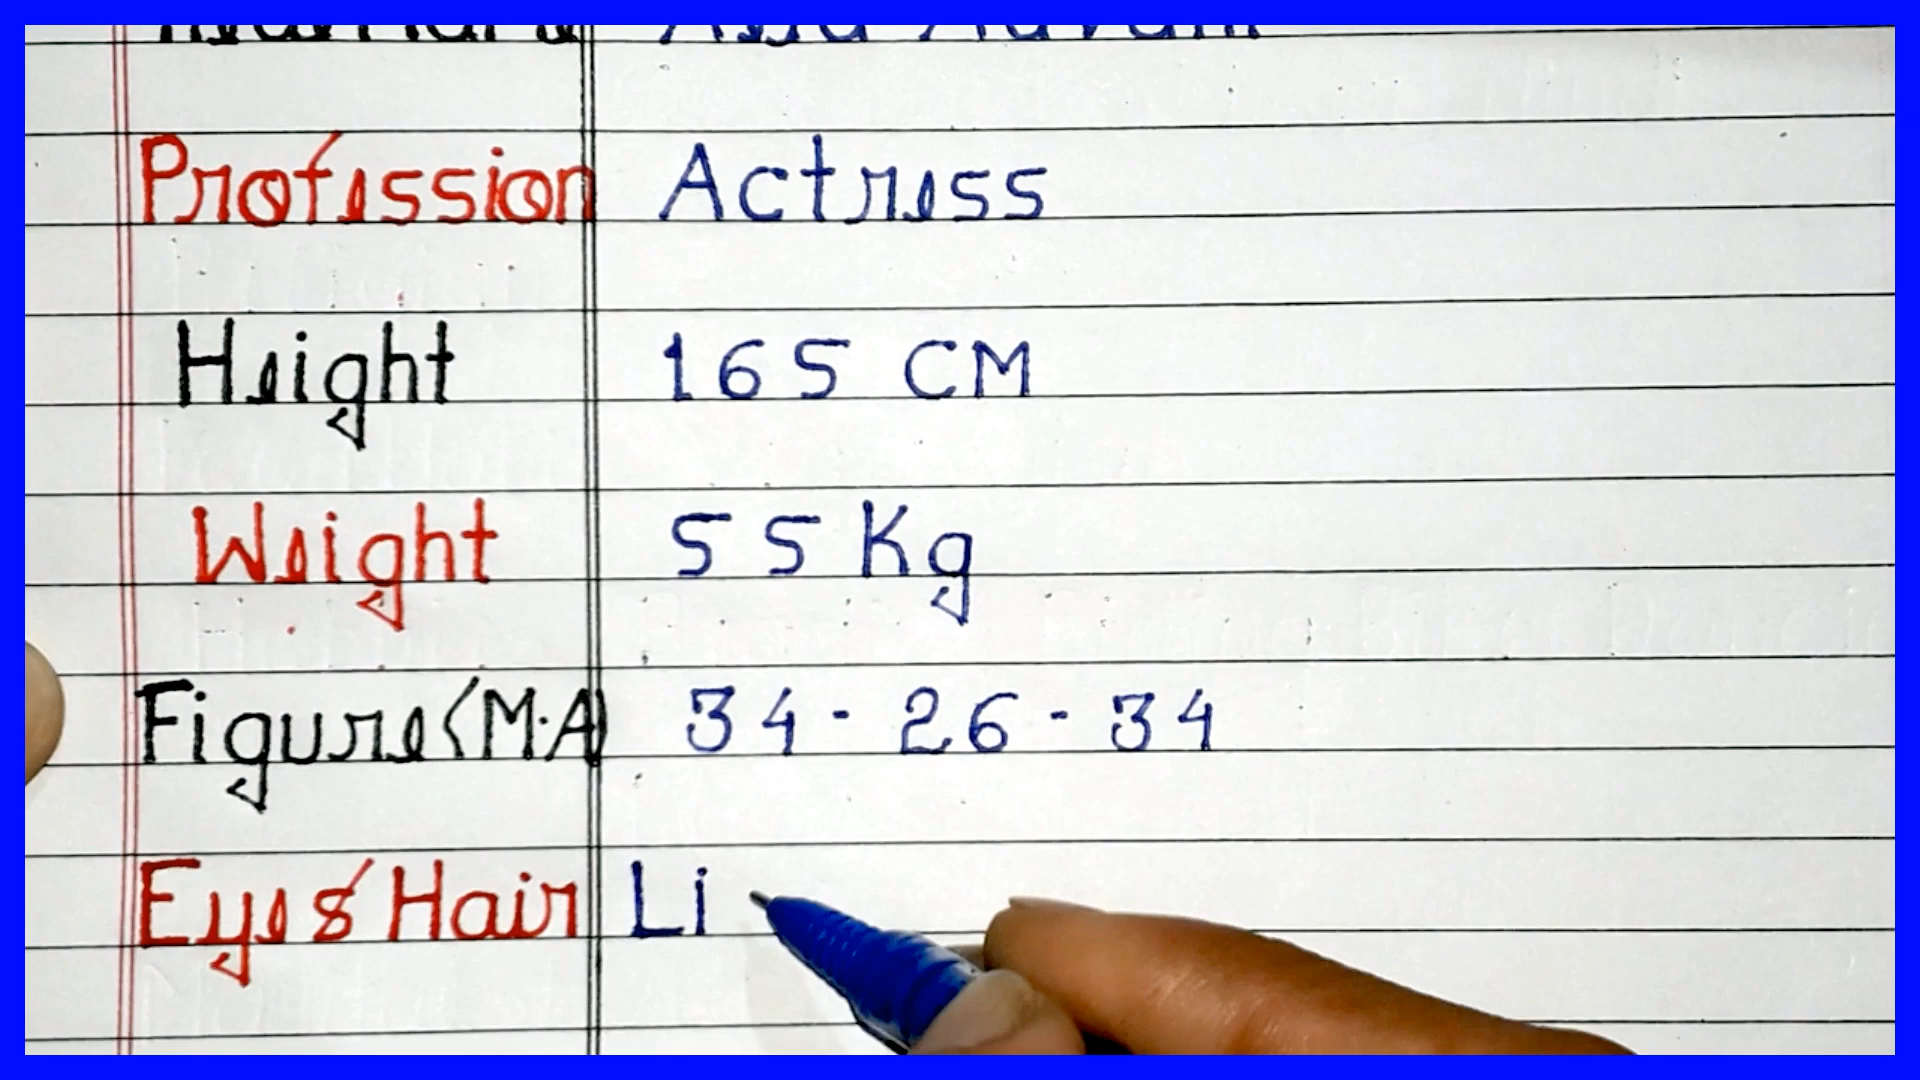 Profession Actress
Height 165 CM
Weight 55 Kg
Figure(M.A) 34-26-34
Eye & Hair Li